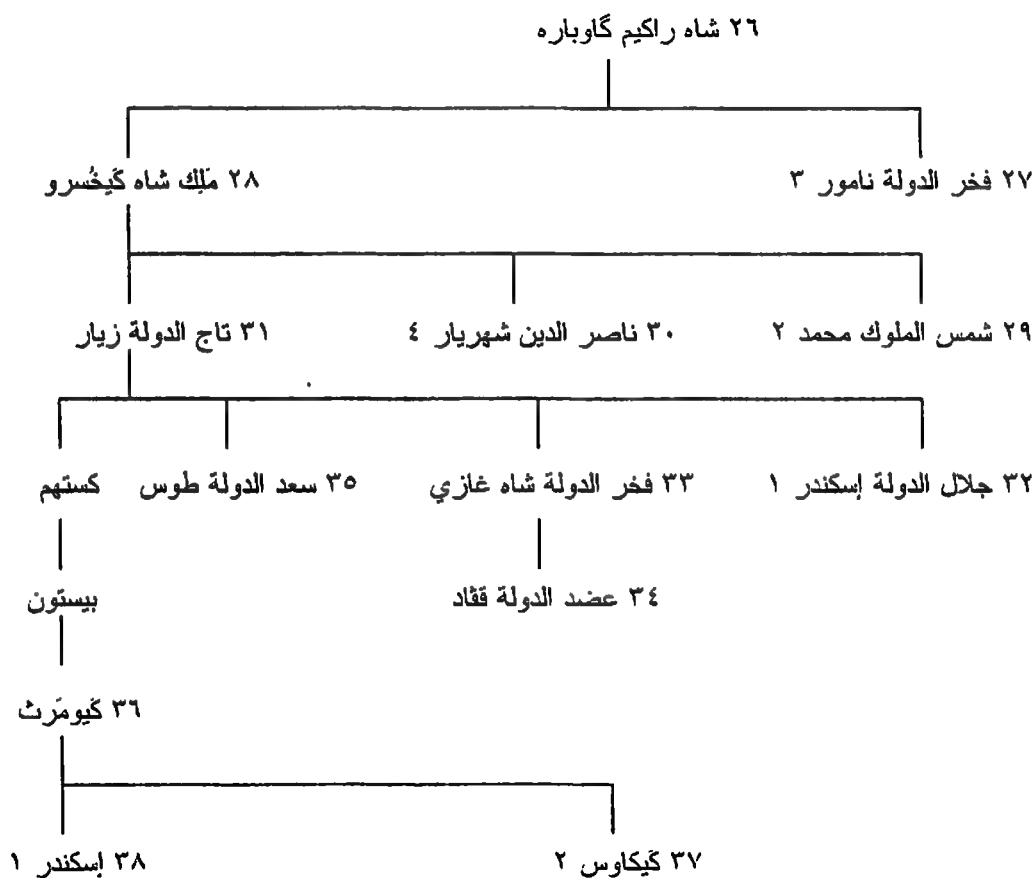 ٢٦ شاه راكيم گاوباره
٢٧ فخر الدولة نامور ٣ ٢٨ مَلِك شاه كَيخُسرو
٢٩ شمس الملوك محمد ٢ ٣٠ ناصر الدين شهريار ٤ ٣١ تاج الدولة زيار
٣٢ جلال الدولة إسكندر ١ ٣٣ فخر الدولة شاه غازي ٣٥ سعد الدولة طوس كستهم
٣٤ عضد الدولة قڤاد بيستون
٣٦ كَيومَرث
٣٧ كَيكاوس ٢ ٣٨ إسكندر ١